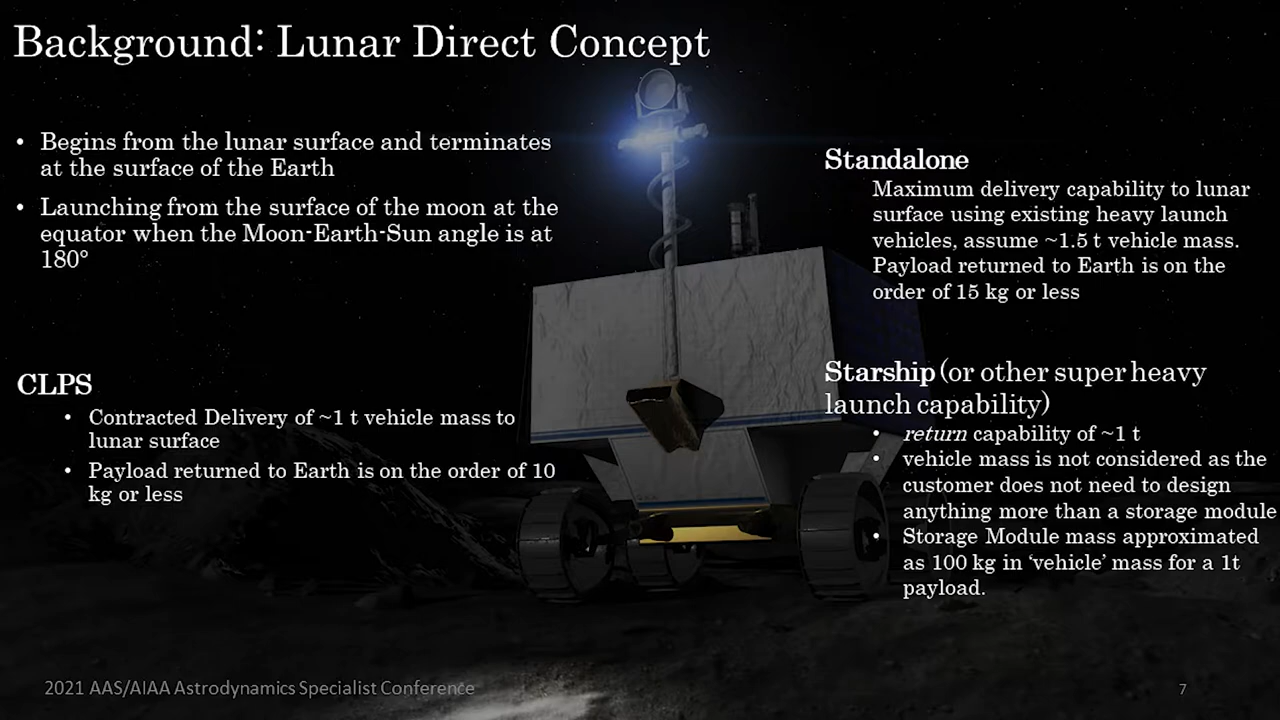 Background: Lunar Direct Concept
• Begins from the lunar surface and terminates
at the surface of the Earth
• Launching from the surface of the moon at the
equator when the Moon-Earth-Sun angle is at
180°
CLPS
• Contracted Delivery of ~1 t vehicle mass to
lunar surface
• Payload returned to Earth is on the order of 10
kg or less
Standalone
Maximum delivery capability to lunar
surface using existing heavy launch
vehicles, assume ~1.5 t vehicle mass.
Payload returned to Earth is on the
order of 15 kg or less
Starship (or other super heavy
launch capability)
• return capability of ~1 t
• vehicle mass is not considered as the
customer does not need to design
anything more than a storage module
• Storage Module mass approximated
as 100 kg in ‘vehicle’ mass for a 1t
payload.
2021 AAS/AIAA Astrodynamics Specialist Conference
7